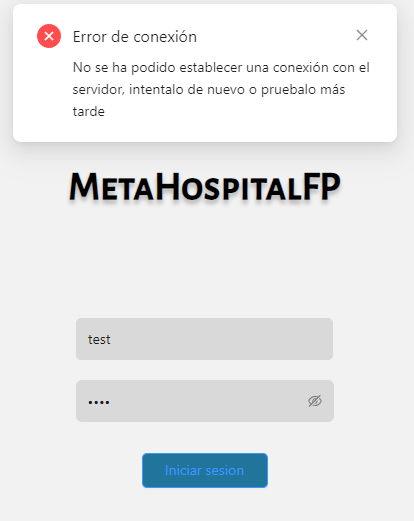 Error de conexión
No se ha podido establecer una conexión con el
servidor, intentalo de nuevo o pruebalo más
tarde
MetaHospitalFP
test
••••
Iniciar sesion